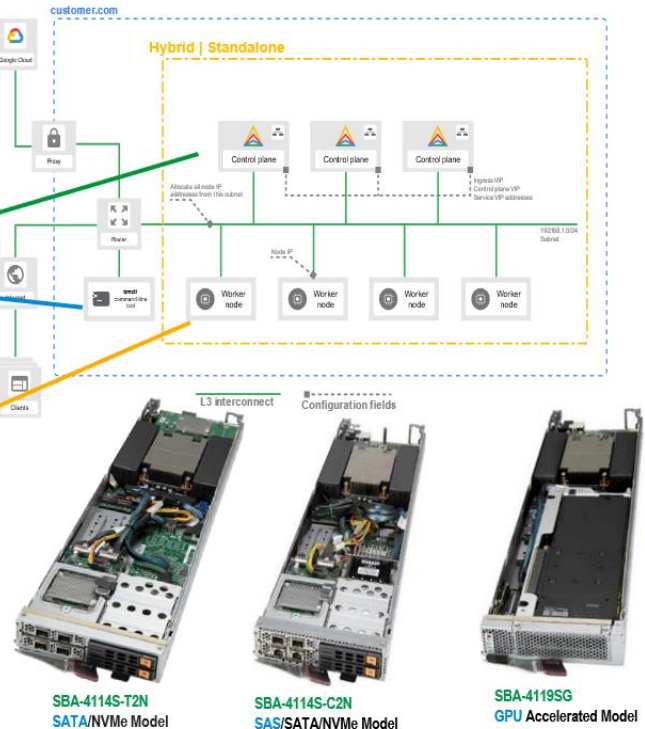 customer.com
Hybrid | Standalone
Google Cloud
Proxy
Control plane
Control plane
Control plane
Allocate all node IP
addresses from this subnet
Ingress VIP
Control plane VIP
Service VIP addresses
Router
192.168.1.0/24
Subnet
Node IP
Internet
bmctl
command-line
tool
Worker
node
Worker
node
Worker
node
Worker
node
Clients
L3 interconnect
Configuration fields
SBA-4114S-T2N
SATA/NVMe Model
SBA-4114S-C2N
SAS/SATA/NVMe Model
SBA-4119SG
GPU Accelerated Model